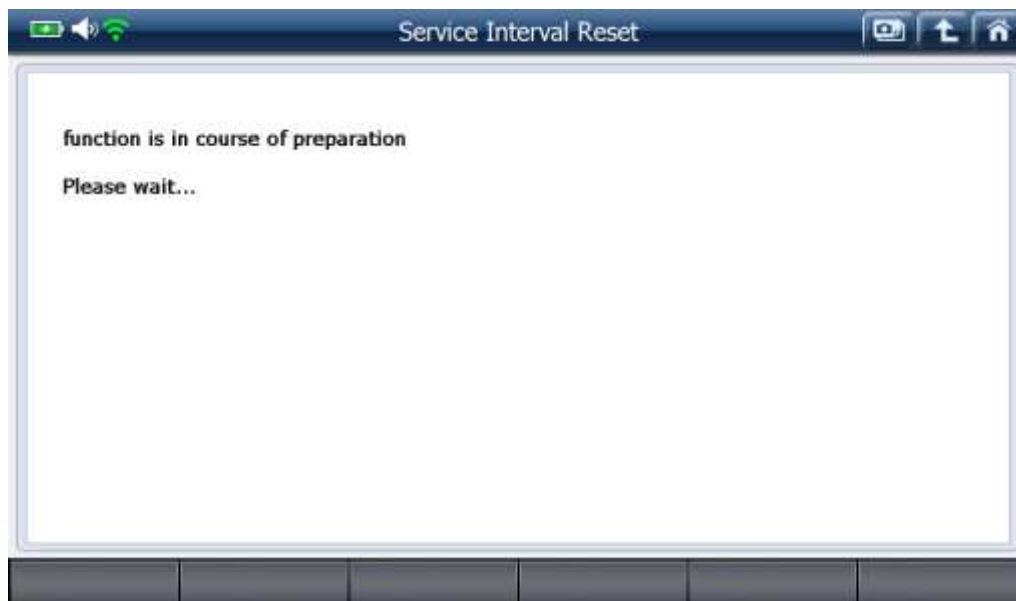 Service Interval Reset
function is in course of preparation
Please wait...